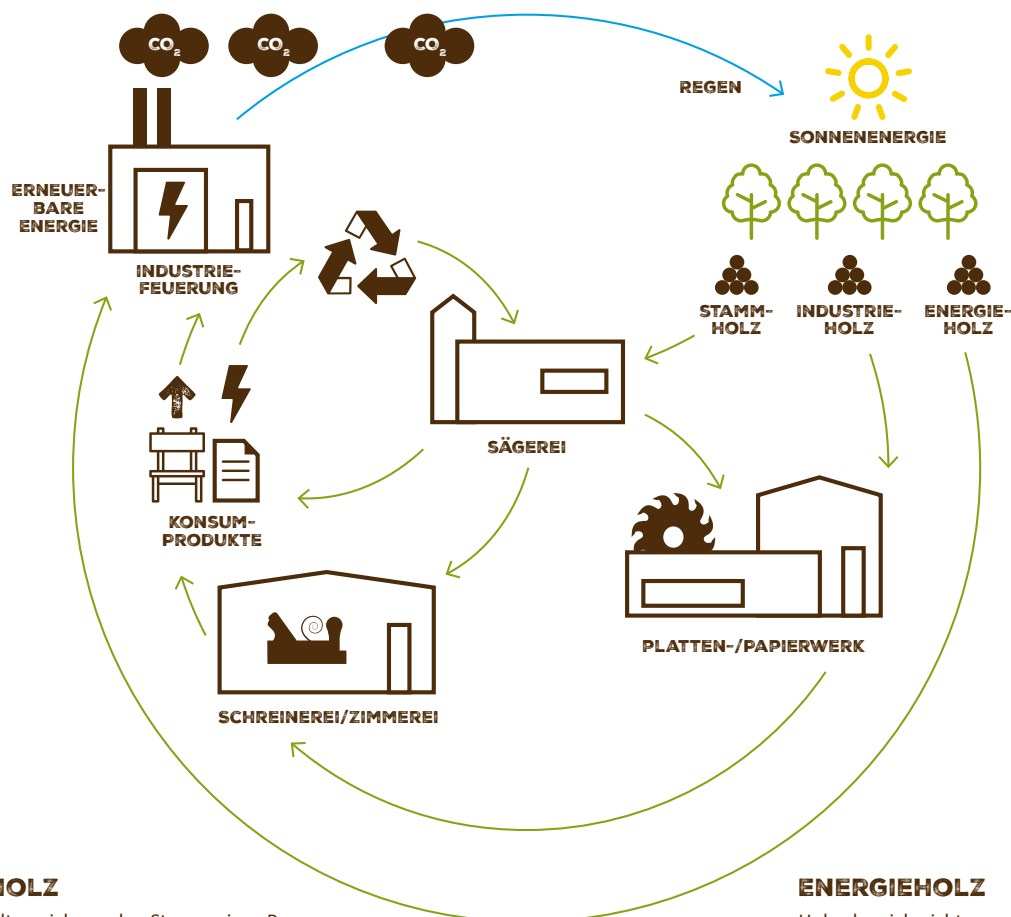 CO₂
CO₂
CO₂
REGEN
SONNENENERGIE
ERNEUER-
BARE
ENERGIE
INDUSTRIE-
FEUERUNG
STAMM-
HOLZ
INDUSTRIE-
HOLZ
ENERGIE-
HOLZ
SÄGEREI
KONSUM-
PRODUKTE
PLATTEN-/PAPIERWERK
SCHREINEREI/ZIMMEREI
HOLZ
ENERGIEHOLZ